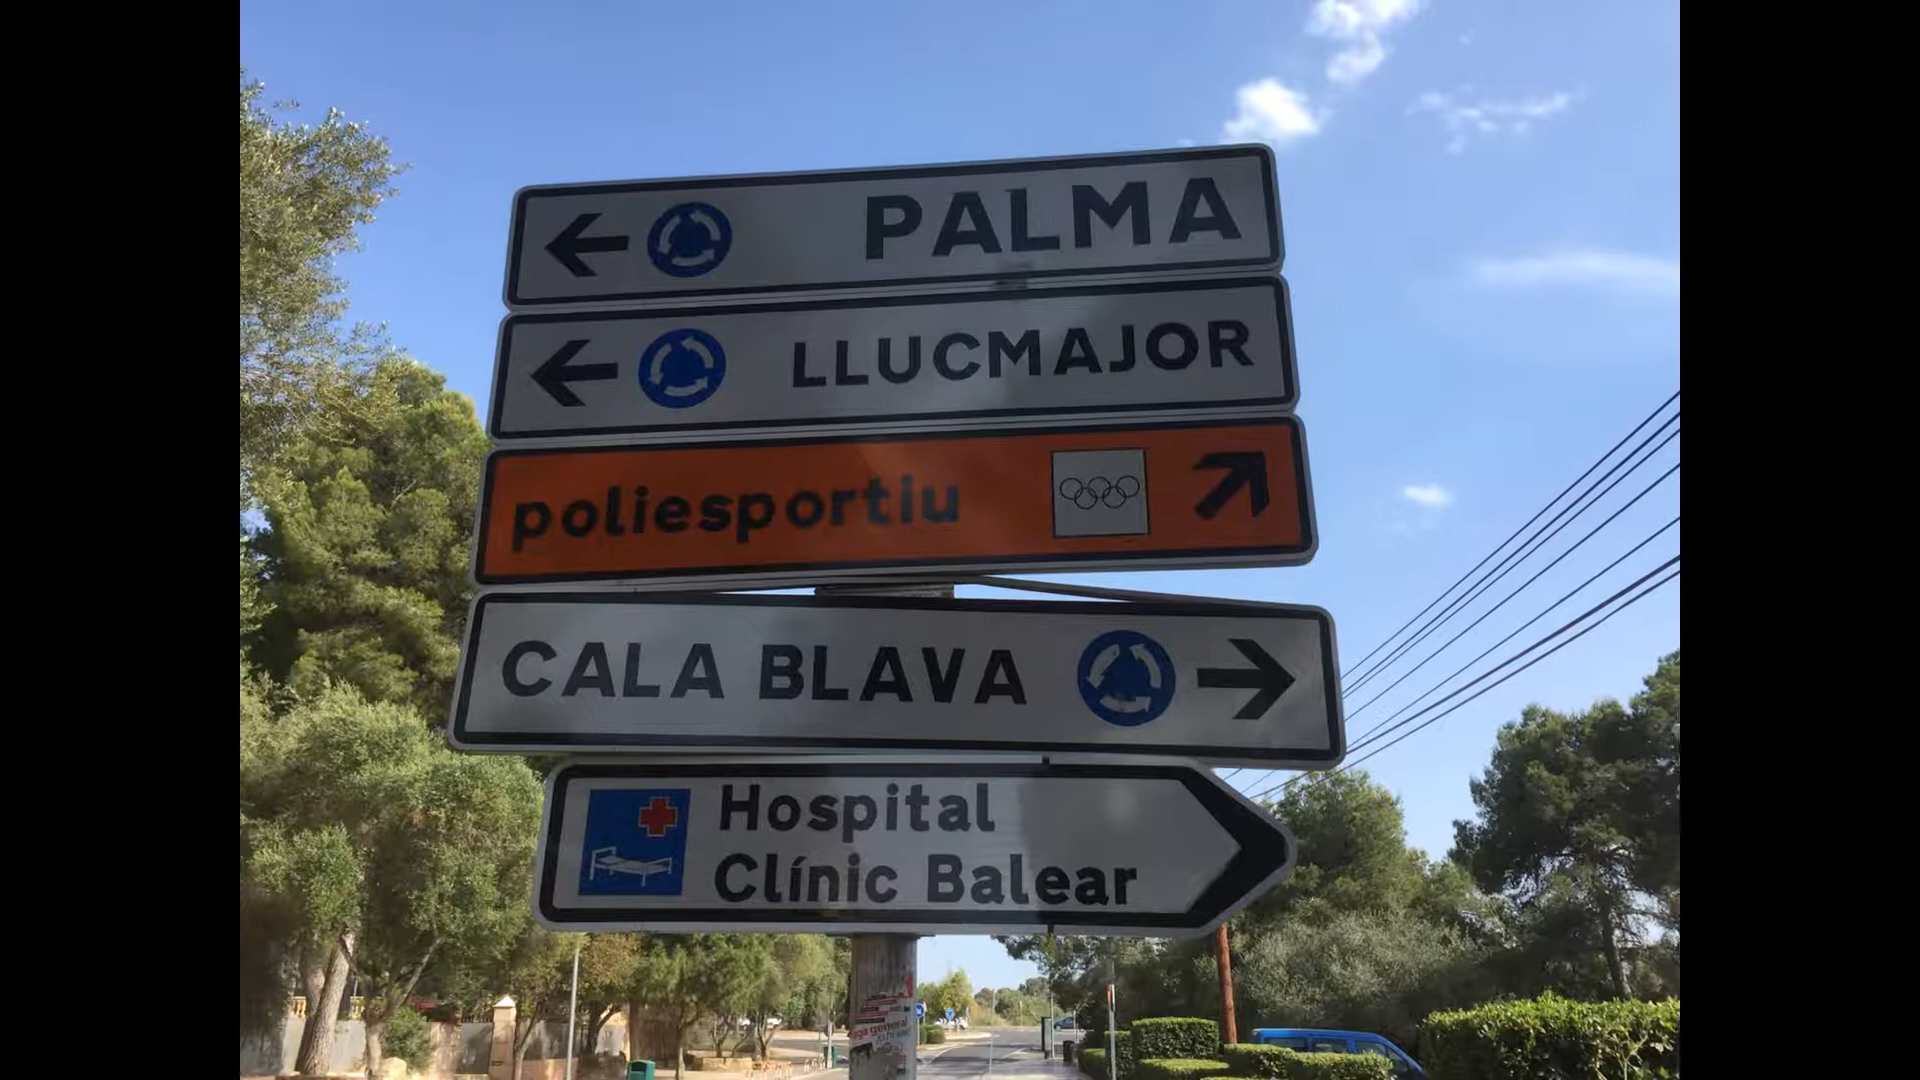 PALMA
LLUCMAJOR
poliesportiu
CALA BLAVA
Hospital
Clínic Balear